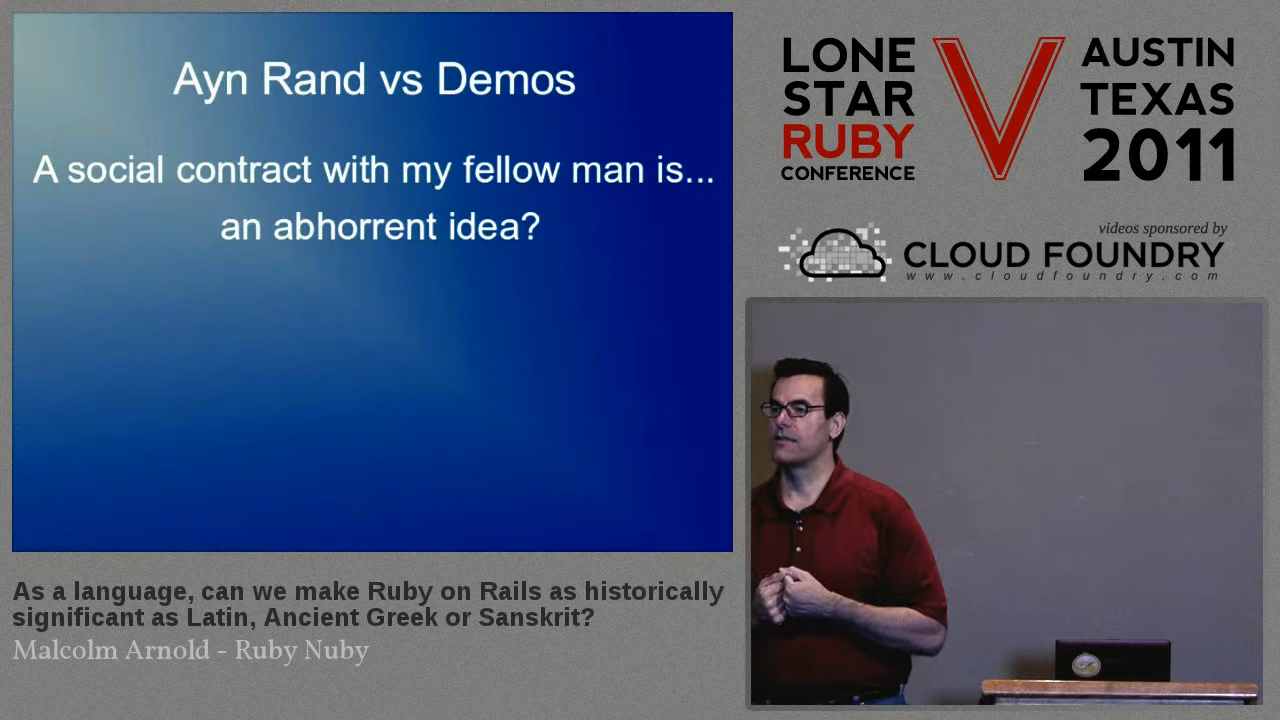 Ayn Rand vs Demos
A social contract with my fellow man is...
an abhorrent idea?
LONE
STAR
RUBY
CONFERENCE
V
AUSTIN
TEXAS
2011
videos sponsored by
CLOUD FOUNDRY
www.cloudfoundry.com
As a language, can we make Ruby on Rails as historically
significant as Latin, Ancient Greek or Sanskrit?
Malcolm Arnold - Ruby Nuby